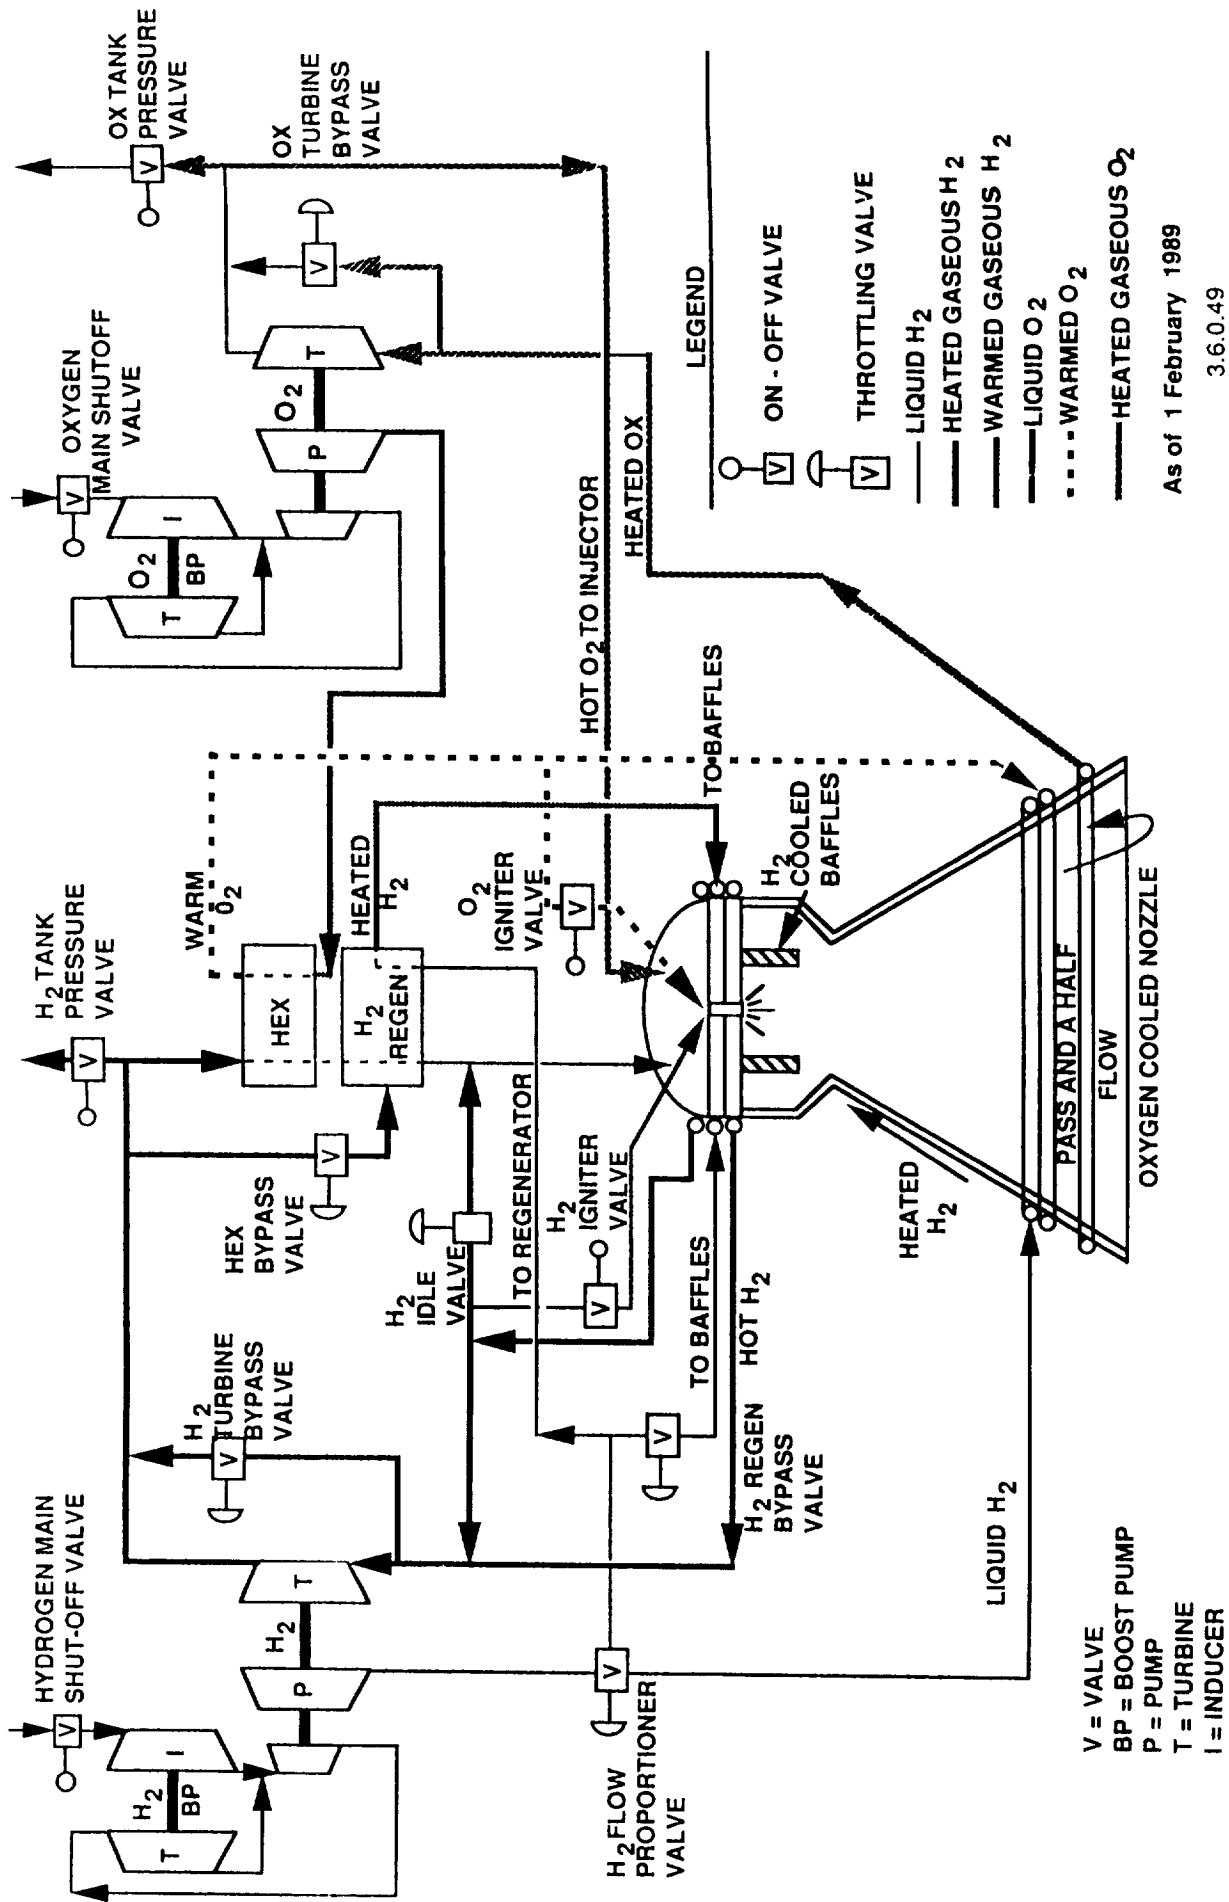 HYDROGEN MAIN
SHUT-OFF VALVE
V
I
H2
BP
T
H2
P
T
H2
TURBINE
BYPASS
VALVE
V
H2 TANK
PRESSURE
VALVE
V
HEX
BYPASS
VALVE
V
WARM
O2
HEX
H2
REGEN
HEATED
H2
OXYGEN
MAIN SHUTOFF
VALVE
V
I
O2
BP
T
O2
P
T
OX TANK
PRESSURE
VALVE
V
OX
TURBINE
BYPASS
VALVE
V
H2 FLOW
PROPORTIONER
VALVE
V
H2
IDLE
VALVE
TO REGENERATOR
H2
IGNITER
VALVE
V
O2
IGNITER
VALVE
V
HOT O2 TO INJECTOR
HEATED OX
TO BAFFLES
HOT H2
V
H2 REGEN
BYPASS
VALVE
TO BAFFLES
H2
COOLED
BAFFLES
HEATED
H2
LIQUID H2
PASS AND A HALF
FLOW
OXYGEN COOLED NOZZLE
V = VALVE
BP = BOOST PUMP
P = PUMP
T = TURBINE
I = INDUCER
LEGEND
V
ON - OFF VALVE
V
THROTTLING VALVE
LIQUID H2
HEATED GASEOUS H2
WARMED GASEOUS H2
LIQUID O2
WARMED O2
HEATED GASEOUS O2
As of 1 February 1989
3.6.0.49